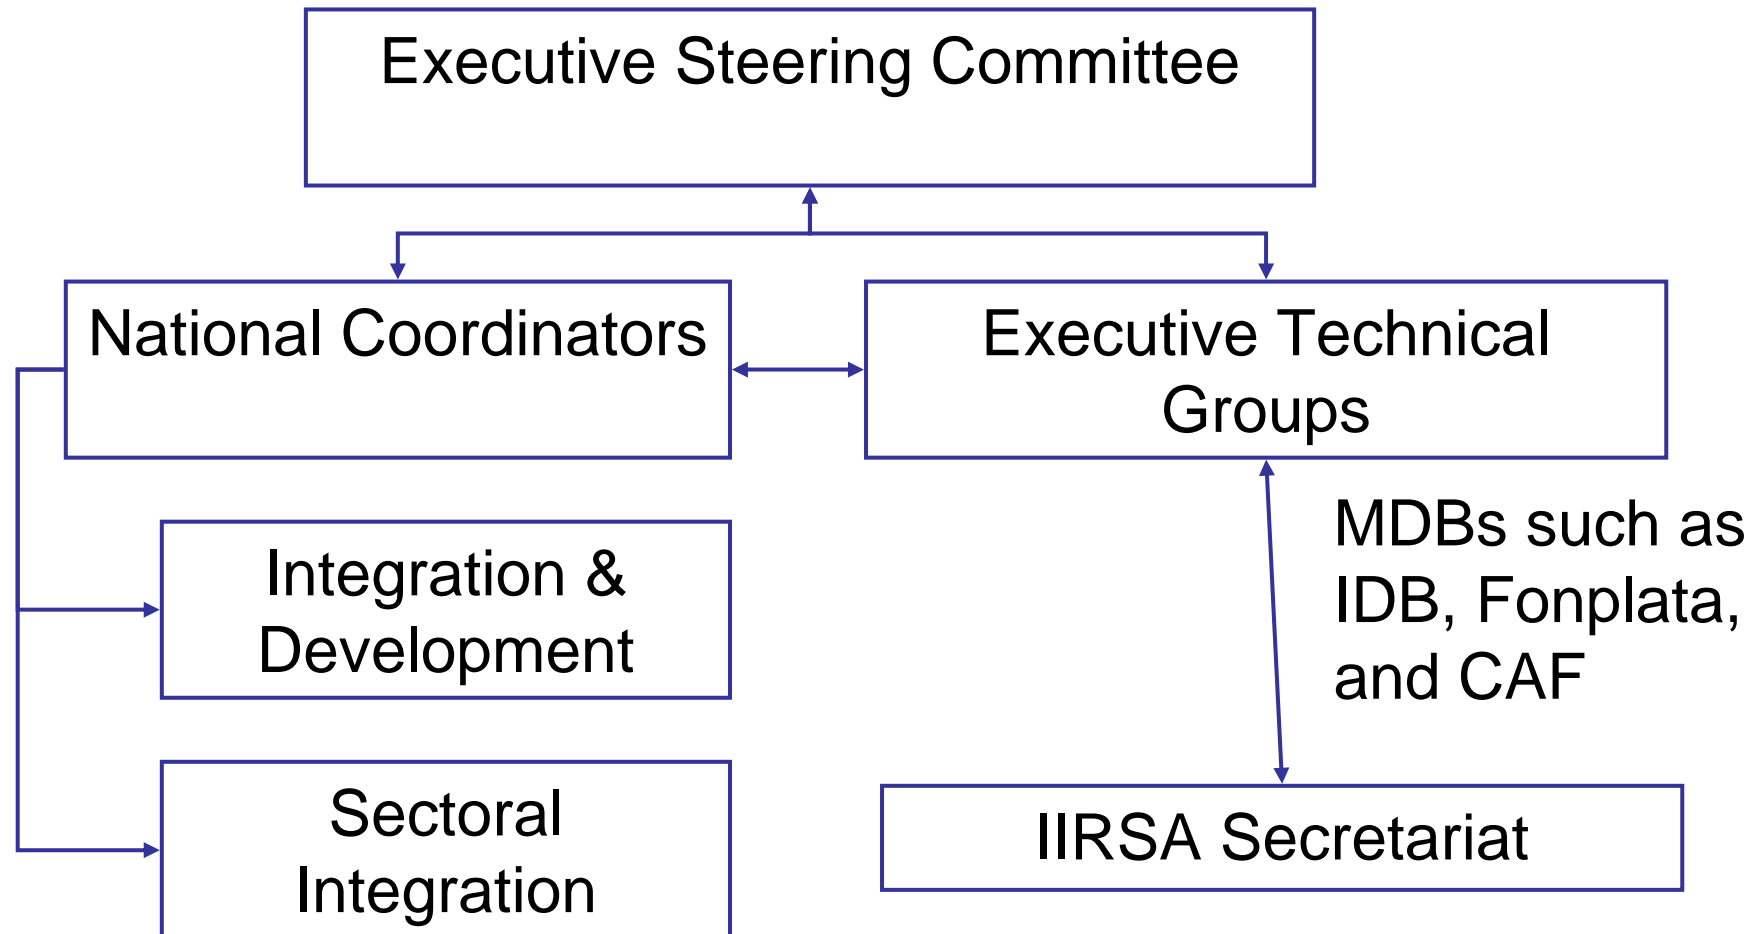 Executive Steering Committee
National Coordinators
Executive Technical
Groups
MDBs such as
IDB, Fonplata,
and CAF
Integration &
Development
Sectoral
Integration
IIRSA Secretariat